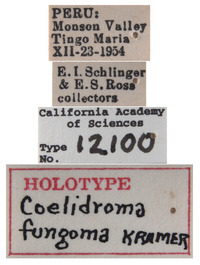 PERU:
Monson Valley
Tingo Maria
XII-23-1954
E. I. Schlinger
& E. S. Ross
collectors
California Academy
of Sciences
Type
No. 12100
HOLOTYPE
Coelidroma
fungoma KRAMER